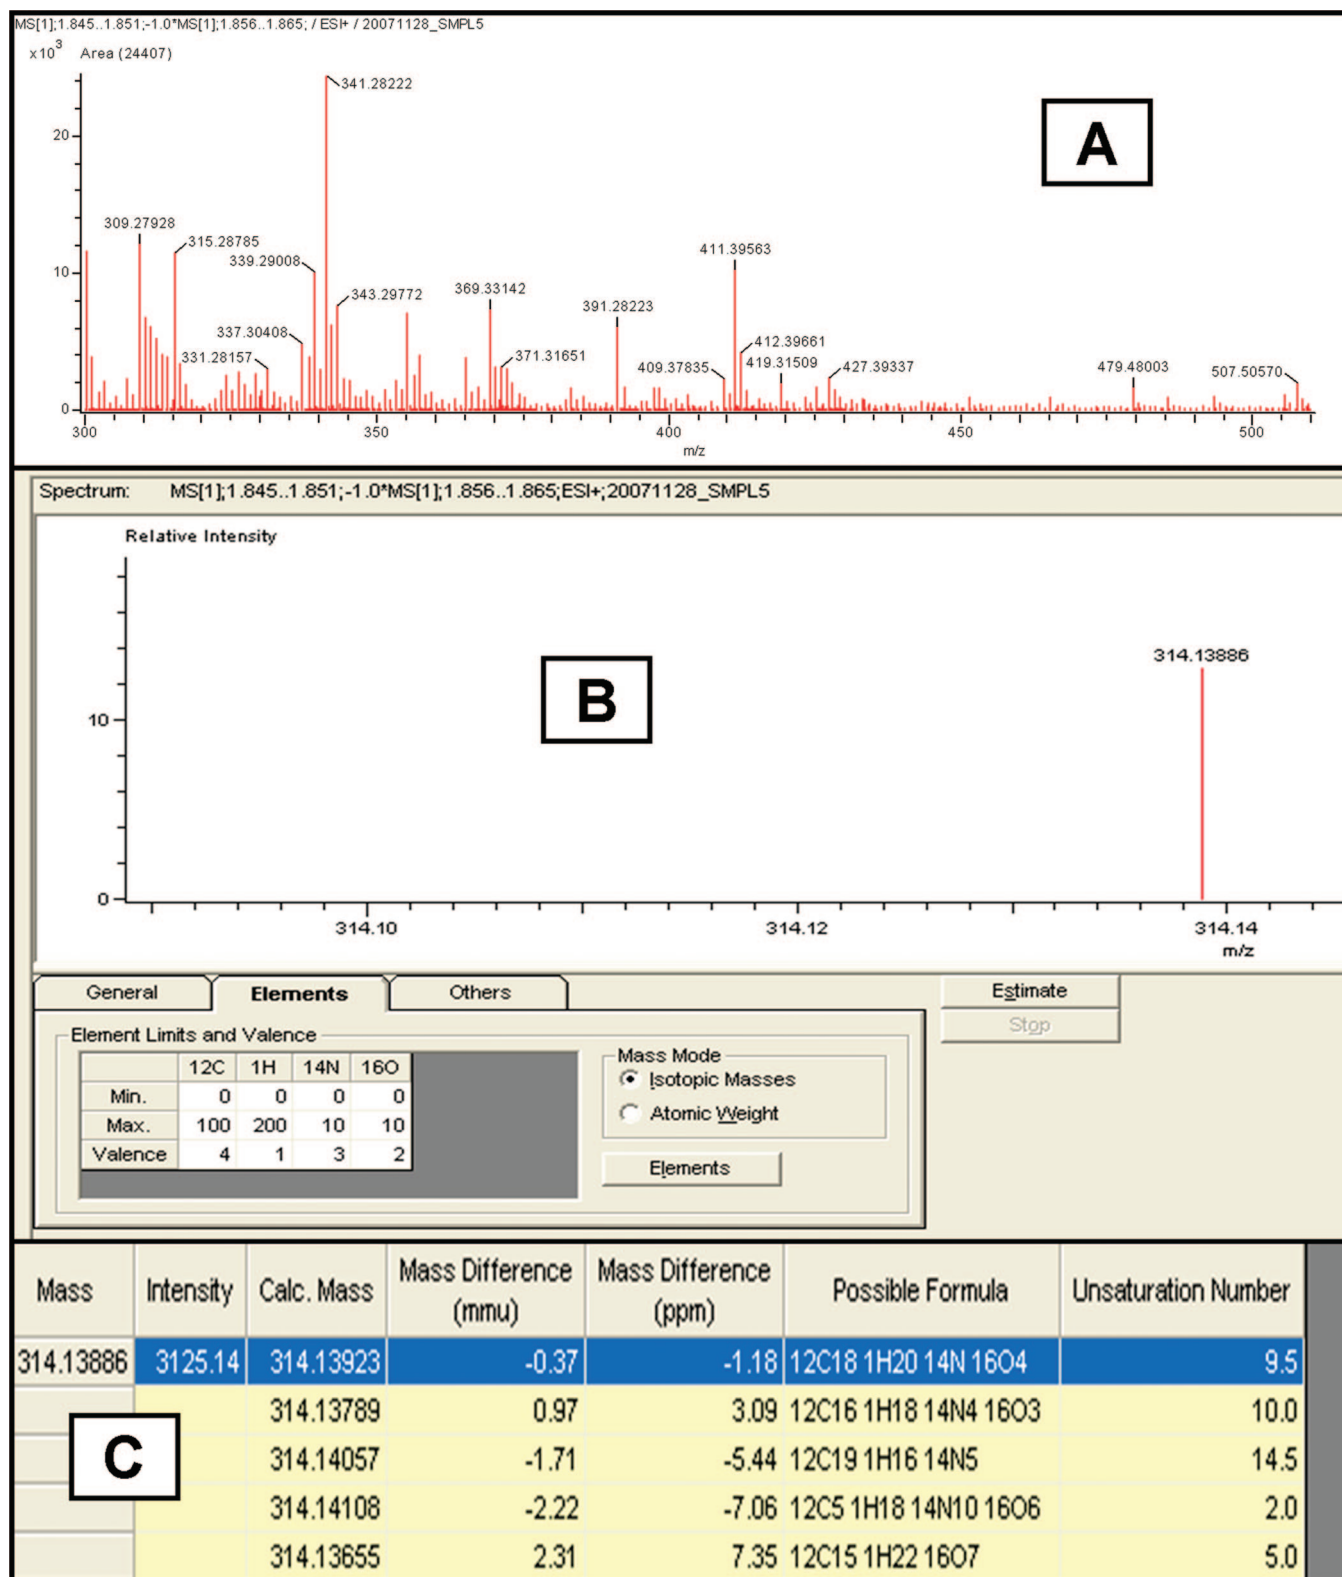 MS[1];1.845..1.851;-1.0*MS[1];1.856..1.865; / ESI+ / 20071128_SMPL5
x10³ Area (24407)
341.28222
20
A
309.27928
315.28785
411.39563
339.29008
10
343.29772
369.33142
391.28223
337.30408
412.39661
331.28157
371.31651
409.37835
419.31509
427.39337
479.48003
507.50570
0
300 350 400 450 500
m/z
Spectrum: MS[1];1.845..1.851;-1.0*MS[1];1.856..1.865;ESI+;20071128_SMPL5
Relative Intensity
314.13886
B
10
0
314.10 314.12 314.14
m/z
General Elements Others Estimate
Stop
Element Limits and Valence
12C 1H 14N 16O
Min. 0 0 0 0
Max. 100 200 10 10
Valence 4 1 3 2
Mass Mode
Isotopic Masses
Atomic Weight
Elements
Mass Intensity Calc. Mass Mass Difference (mmu) Mass Difference (ppm) Possible Formula Unsaturation Number
314.13886 3125.14 314.13923 -0.37 -1.18 12C18 1H20 14N 16O4 9.5
314.13789 0.97 3.09 12C16 1H18 14N4 16O3 10.0
C
314.14057 -1.71 -5.44 12C19 1H16 14N5 14.5
314.14108 -2.22 -7.06 12C5 1H18 14N10 16O6 2.0
314.13655 2.31 7.35 12C15 1H22 16O7 5.0